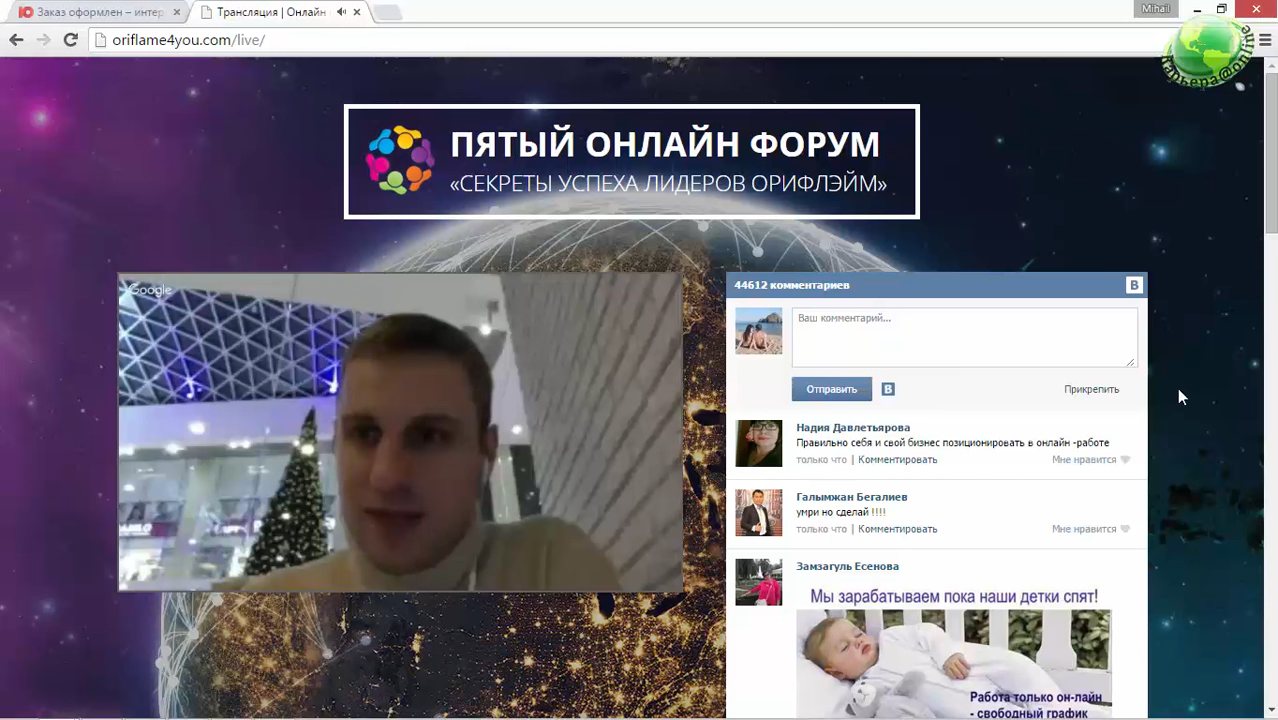 Заказ оформлен – интер
Трансляция | Онлайн
Mihail
oriflame4you.com/live/
карьера@online
ПЯТЫЙ ОНЛАЙН ФОРУМ
«СЕКРЕТЫ УСПЕХА ЛИДЕРОВ ОРИФЛЭЙМ»
Google
44612 комментариев
В
Ваш комментарий...
Отправить
В
Прикрепить
Надия Давлетьярова
Правильно себя и свой бизнес позиционировать в онлайн -работе
только что | Комментировать
Мне нравится
Галымжан Бегалиев
умри но сделай !!!!
только что | Комментировать
Мне нравится
Замзагуль Есенова
Мы зарабатываем пока наши детки спят!
Работа только он-лайн
- свободный график